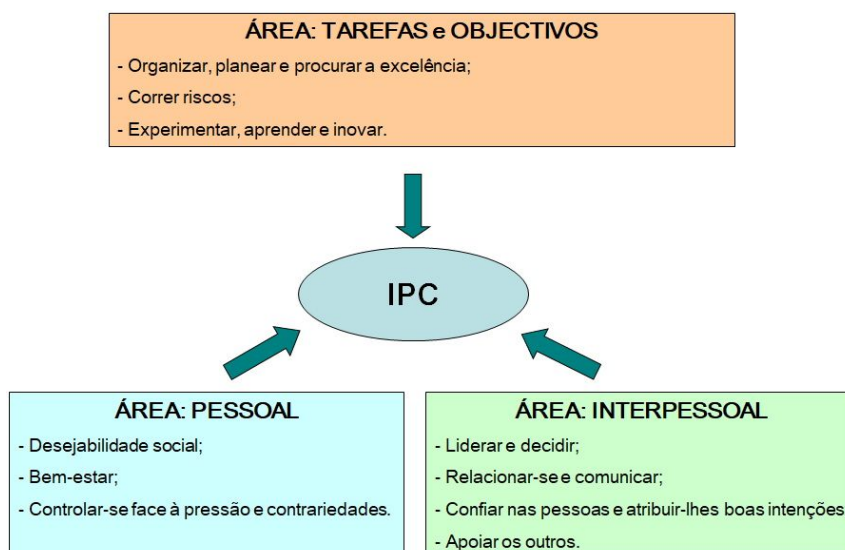 ÁREA: TAREFAS e OBJECTIVOS
- Organizar, planear e procurar a excelência;
- Correr riscos;
- Experimentar, aprender e inovar.
IPC
ÁREA: PESSOAL
- Desejabilidade social;
- Bem-estar;
- Controlar-se face à pressão e contrariedades.
ÁREA: INTERPESSOAL
- Liderar e decidir;
- Relacionar-se e comunicar;
- Confiar nas pessoas e atribuir-lhes boas intenções
- Apoiar os outros.